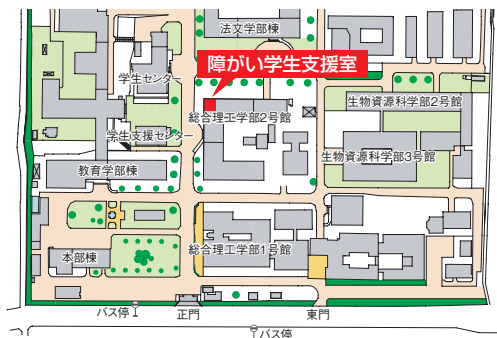 法文学部棟
障がい学生支援室
学生センター
生物資源科学部2号館
総合理工学部2号館
学生支援センター
生物資源科学部3号館
教育学部棟
総合理工学部1号館
本部棟
バス停
正門
東門
バス停